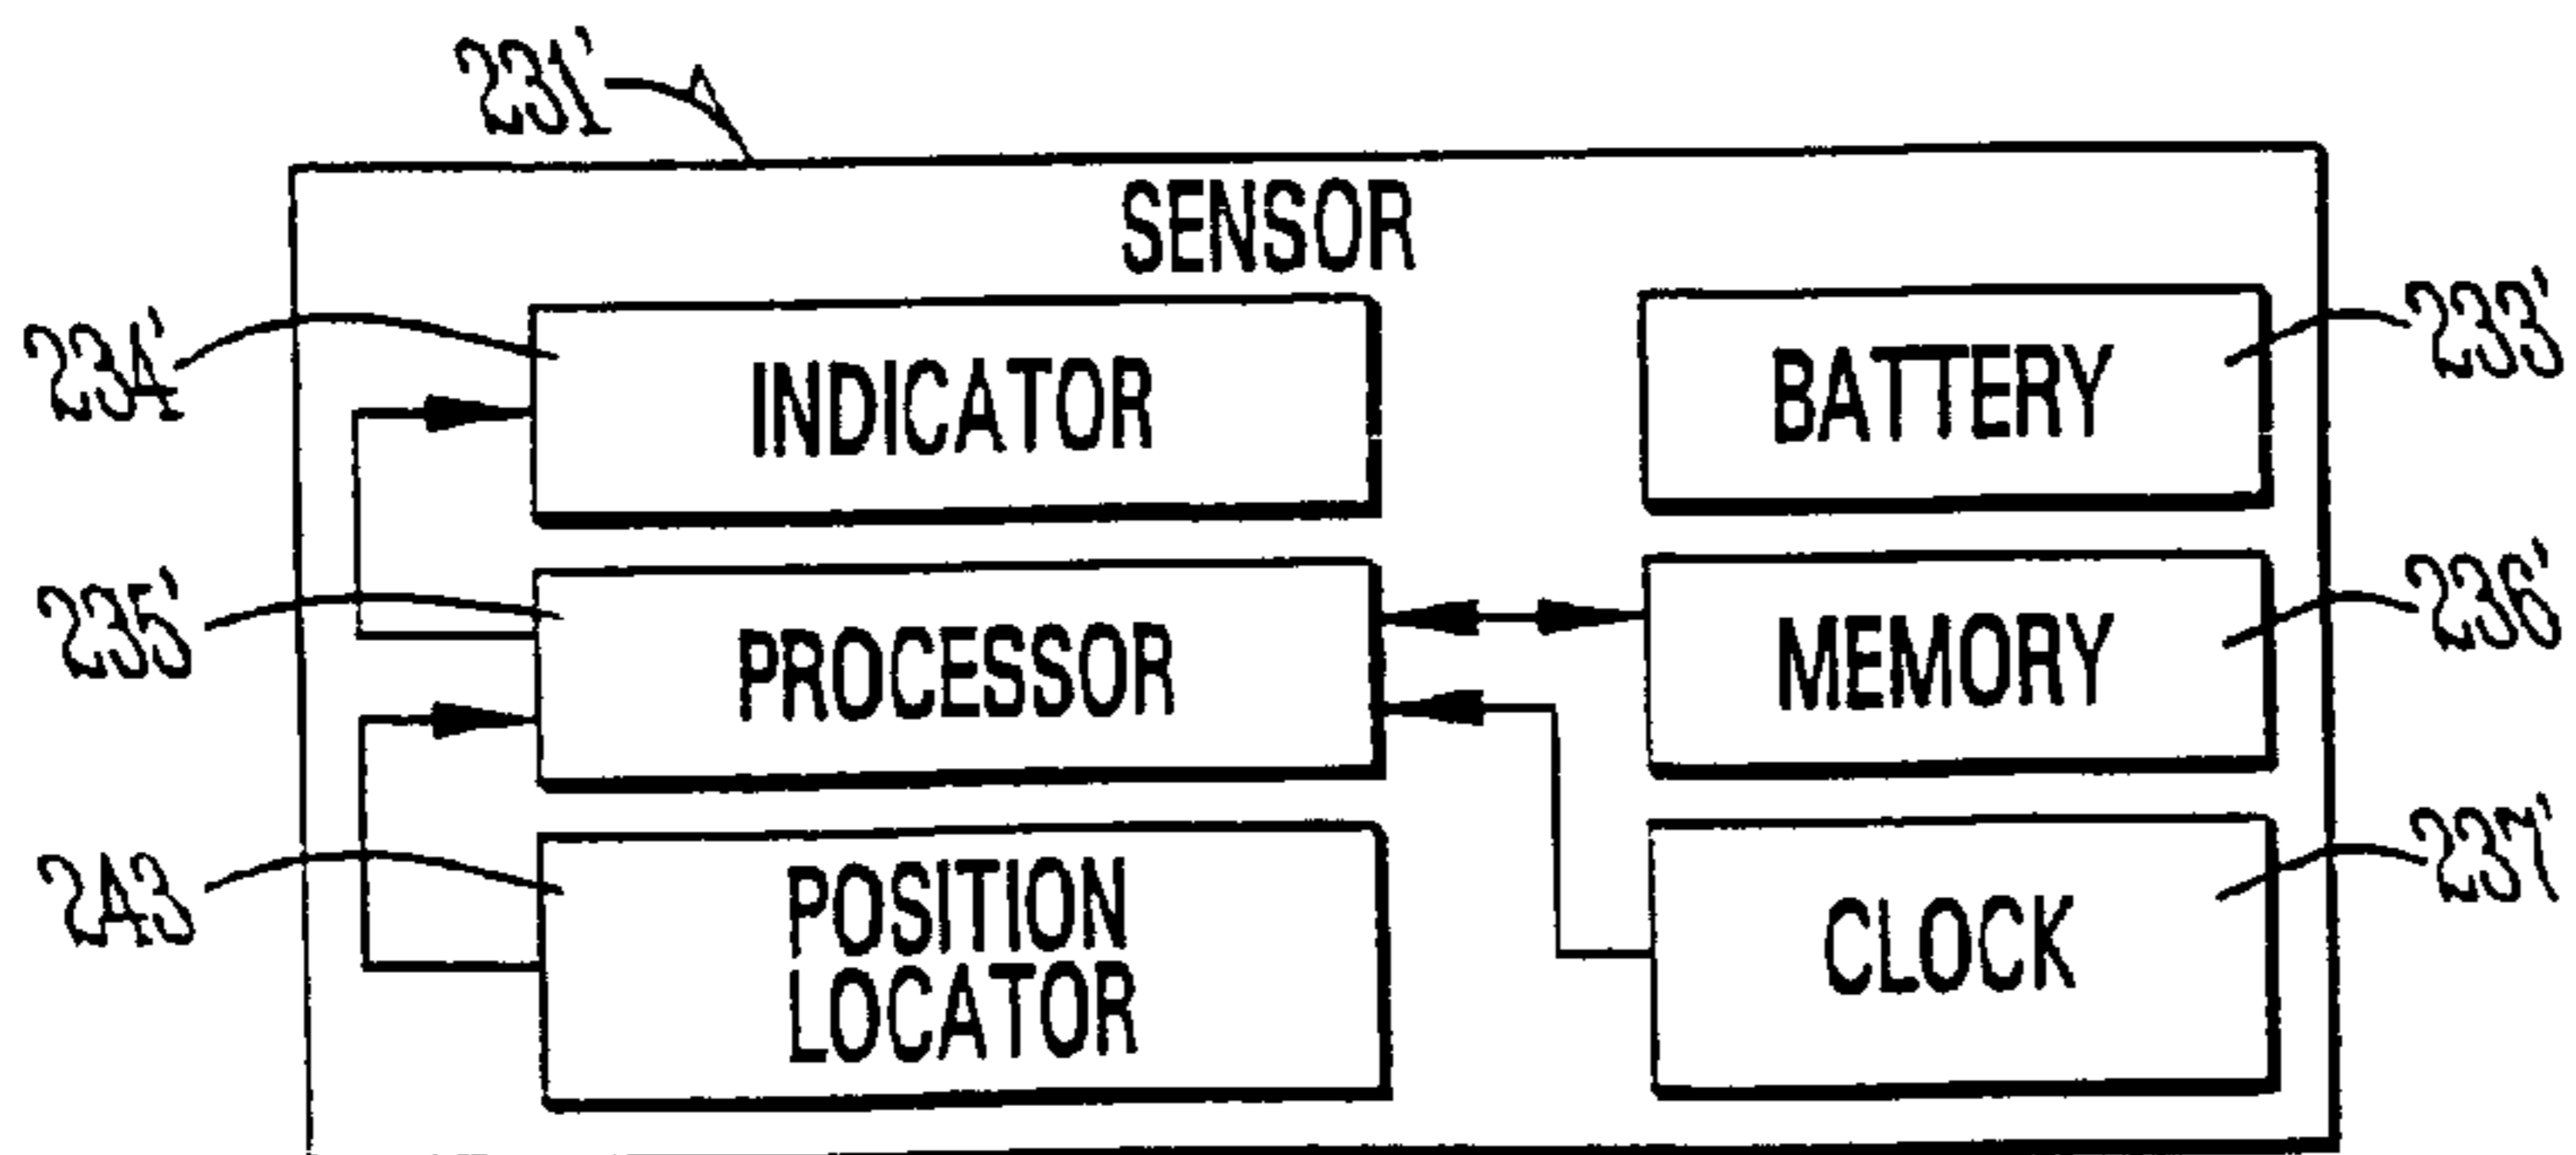 231'
SENSOR
234'
INDICATOR
BATTERY
233'
235'
PROCESSOR
MEMORY
236'
243
POSITION
LOCATOR
CLOCK
237'